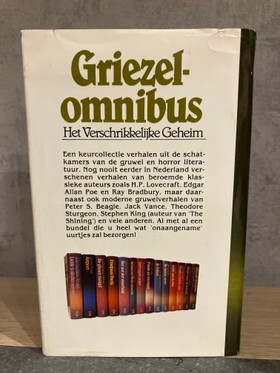 Griezel-
omnibus
Het Verschrikkelijke Geheim
Een keurcollectie verhalen uit de schat-
kamers van de gruwel en horror litera-
tuur. Nog nooit eerder in Nederland ver-
schenen verhalen van beroemde klas-
sieke auteurs zoals H.P. Lovecraft, Edgar
Allan Poe en Ray Bradbury, maar daar-
naast ook moderne gruwelverhalen van
Peter S. Beagle, Jack Vance, Theodore
Sturgeon, Stephen King (auteur van 'The
Shining') en vele anderen. Al met al een
bundel die u heel wat 'onaangename'
uurtjes zal bezorgen!